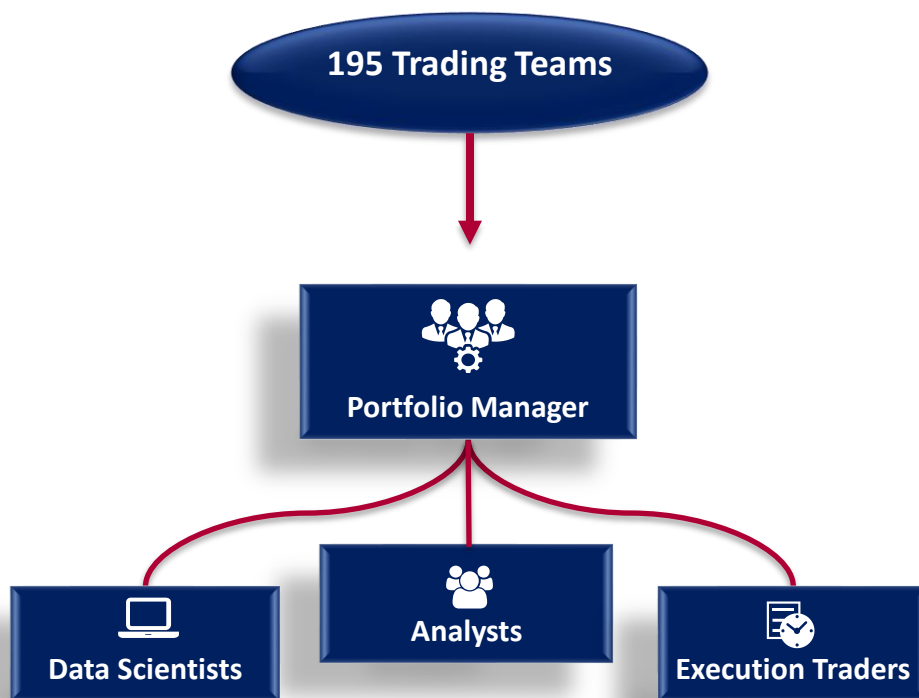 195 Trading Teams
Portfolio Manager
Analysts
Data Scientists
Execution Traders